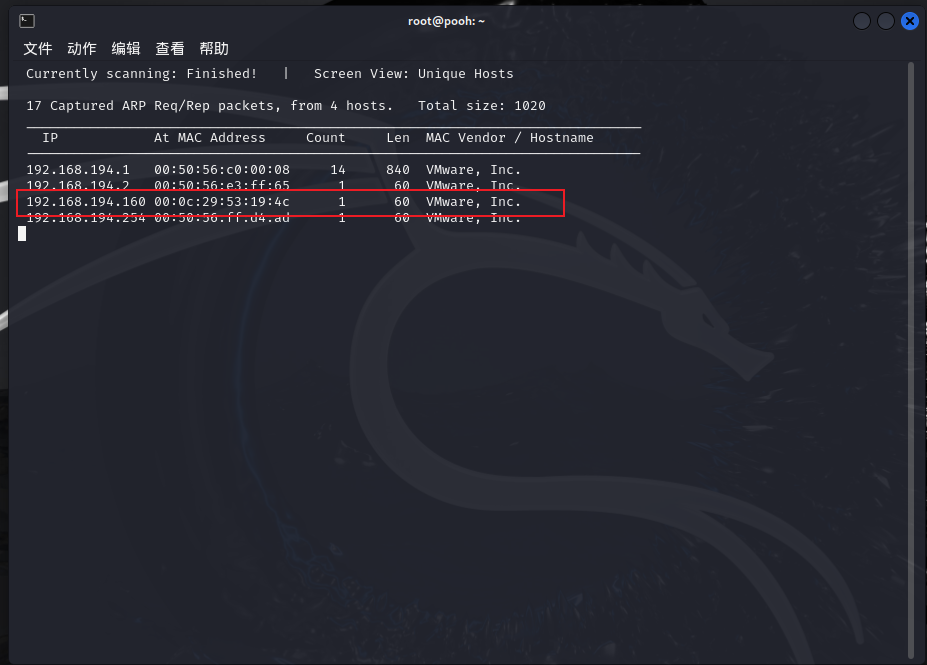 root@pooh: ~
文件 动作 编辑 查看 帮助
Currently scanning: Finished! | Screen View: Unique Hosts
17 Captured ARP Req/Rep packets, from 4 hosts. Total size: 1020
IP At MAC Address Count Len MAC Vendor / Hostname
192.168.194.1 00:50:56:c0:00:08 14 840 VMware, Inc.
192.168.194.2 00:50:56:e3:ff:65 1 60 VMware, Inc.
192.168.194.160 00:0c:29:53:19:4c 1 60 VMware, Inc.
192.168.194.254 00:50:56:ff:d4:ad 1 60 VMware, Inc.